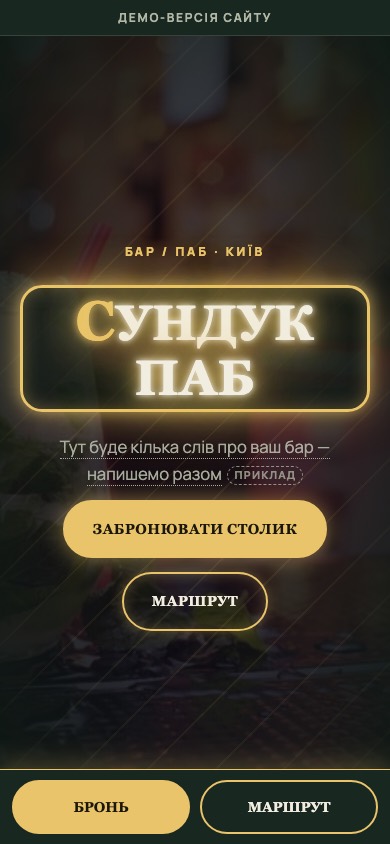 ДЕМО-ВЕРСІЯ САЙТУ
БАР / ПАБ · КИЇВ
СУНДУК
ПАБ
Тут буде кілька слів про ваш бар —
напишемо разом ПРИКЛАД
ЗАБРОНЮВАТИ СТОЛИК
МАРШРУТ
БРОНЬ МАРШРУТ